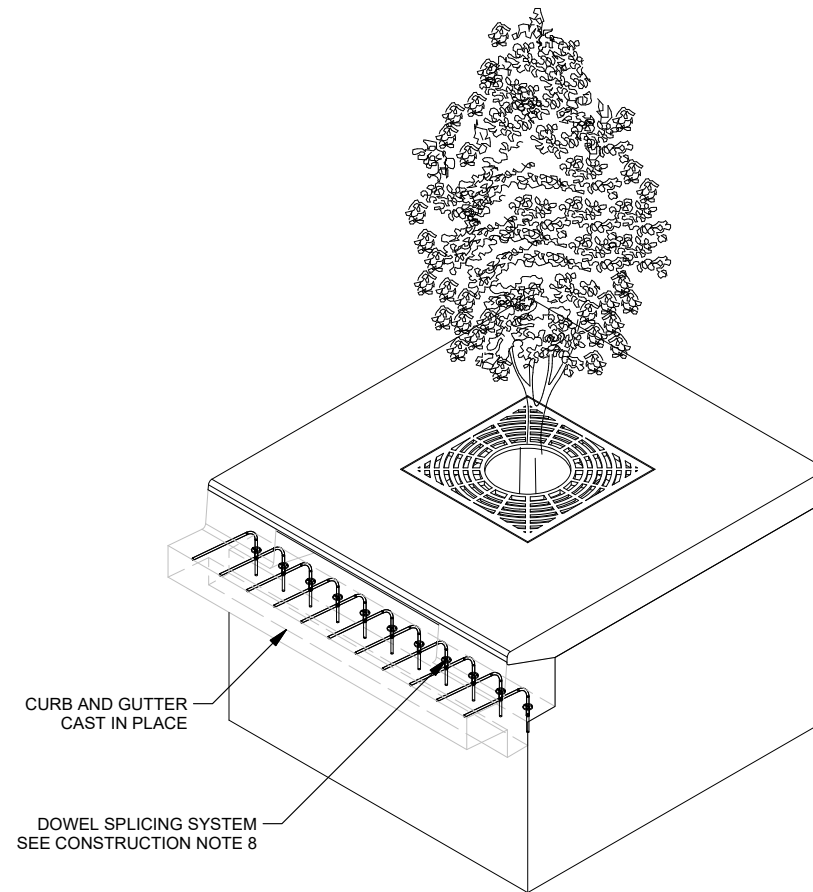 CURB AND GUTTER
CAST IN PLACE
DOWEL SPLICING SYSTEM
SEE CONSTRUCTION NOTE 8